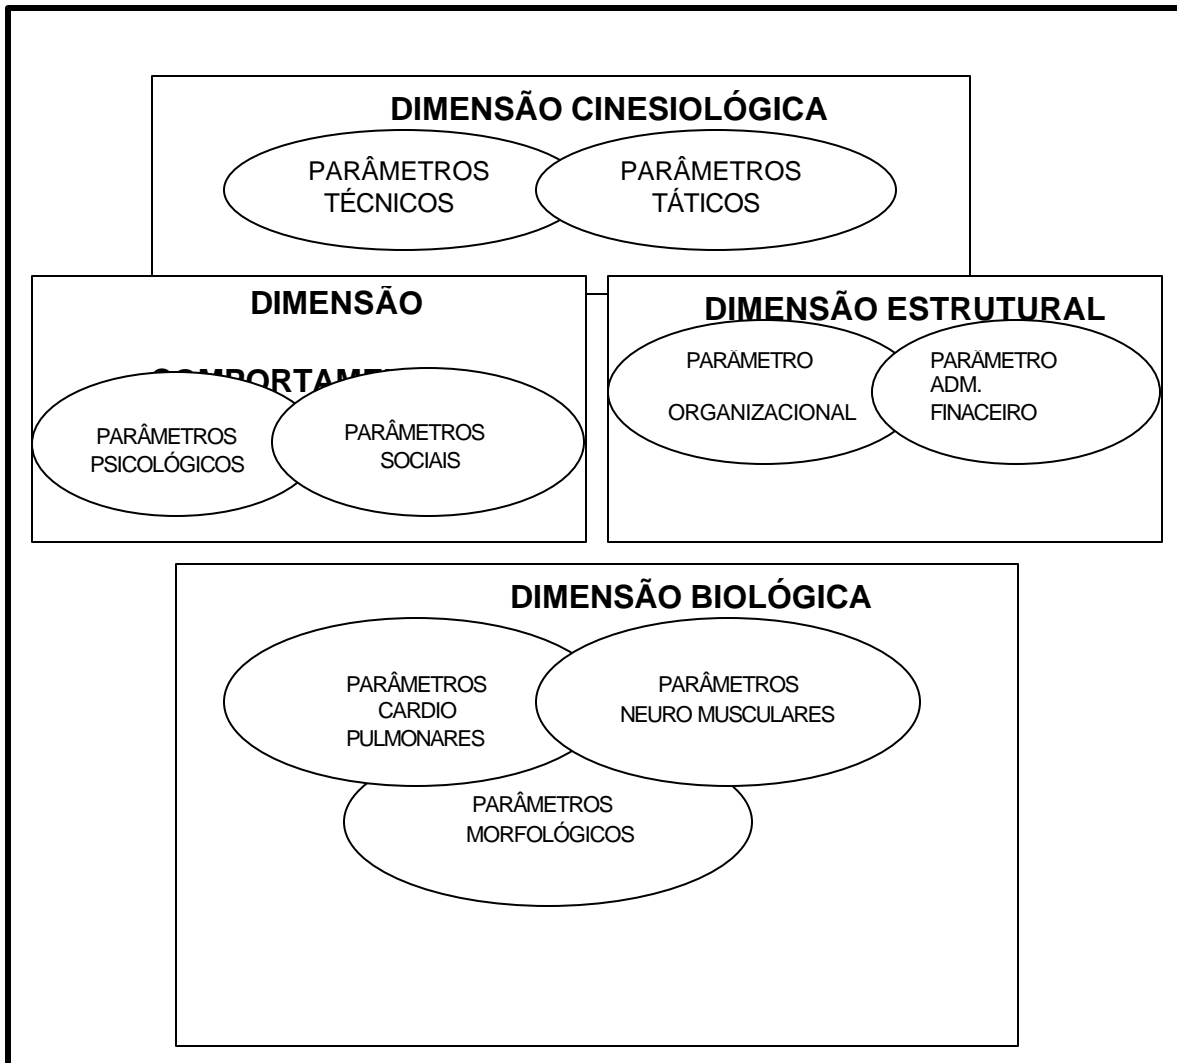 DIMENSÃO CINESIOLÓGICA
PARÂMETROS
TÉCNICOS
PARÂMETROS
TÁTICOS
DIMENSÃO
PARÂMETROS
PSICOLÓGICOS
PARÂMETROS
SOCIAIS
DIMENSÃO ESTRUTURAL
PARÂMETRO
ORGANIZACIONAL
PARÂMETRO
ADM.
FINACEIRO
DIMENSÃO BIOLÓGICA
PARÂMETROS
CARDIO
PULMONARES
PARÂMETROS
NEURO MUSCULARES
PARÂMETROS
MORFOLÓGICOS